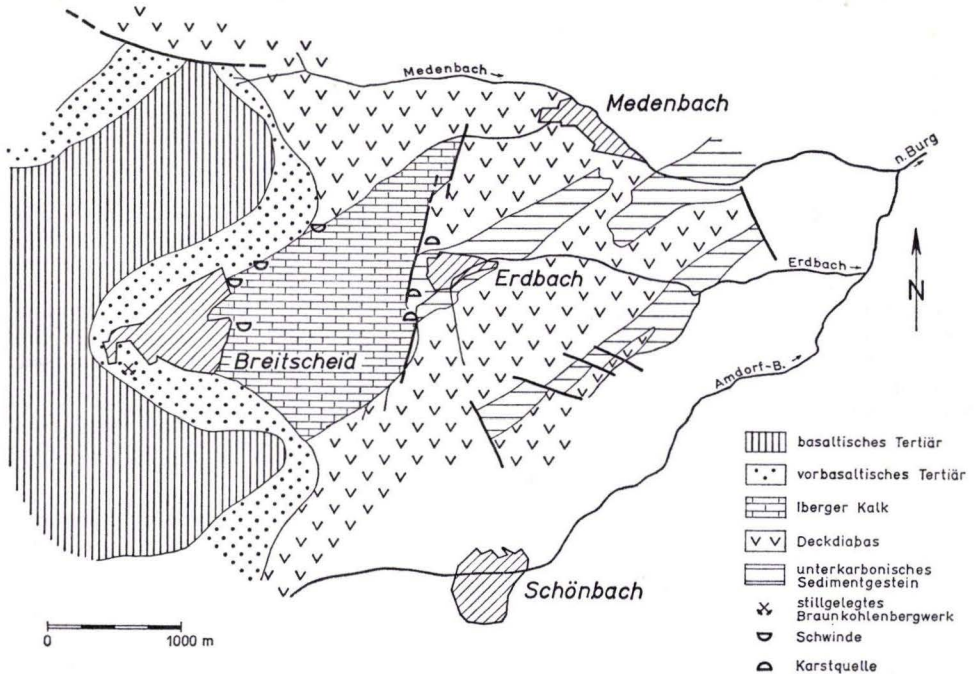 Medenbach →
Medenbach
n. Burg
Erdbach
Erdbach →
N
Breitscheid
Amdorf-B. →
Schönbach
basaltisches Tertiär
vorbasaltisches Tertiär
Iberger Kalk
Deckdiabas
unterkarbonisches
Sedimentgestein
stillgelegtes
Braunkohlenbergwerk
Schwinde
Karstquelle
0 1000 m